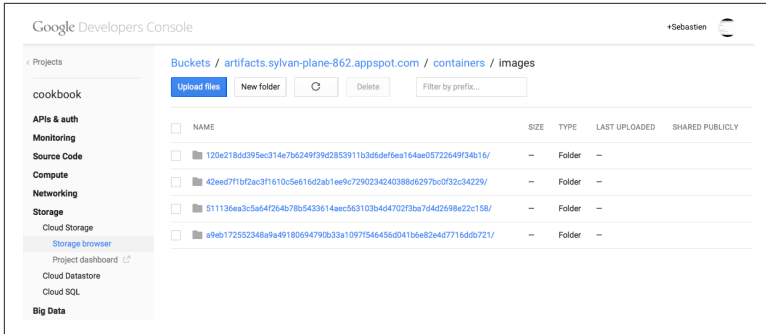 Google Developers Console
+Sebastien
‹ Projects
cookbook
APIs & auth
Monitoring
Source Code
Compute
Networking
Storage
Cloud Storage
Storage browser
Project dashboard
Cloud Datastore
Cloud SQL
Big Data
Buckets / artifacts.sylvan-plane-862.appspot.com / containers / images
Upload files New folder Delete Filter by prefix...
NAME SIZE TYPE LAST UPLOADED SHARED PUBLICLY
120e218dd395ec314e7b6249f39d2853911b3d6def6ea164ae05722649f34b16/ – Folder –
42eed7f1bf2ac3f1610c5e616d2ab1ee9c7290234240388d6297bc0f32c34229/ – Folder –
511136ea3c5a64f264b78b5433614aec563103b4d4702f3ba7d4d2698e22c158/ – Folder –
a9eb172552348a9a49180694790b33a1097f546456d041b6e82e4d7716ddb721/ – Folder –